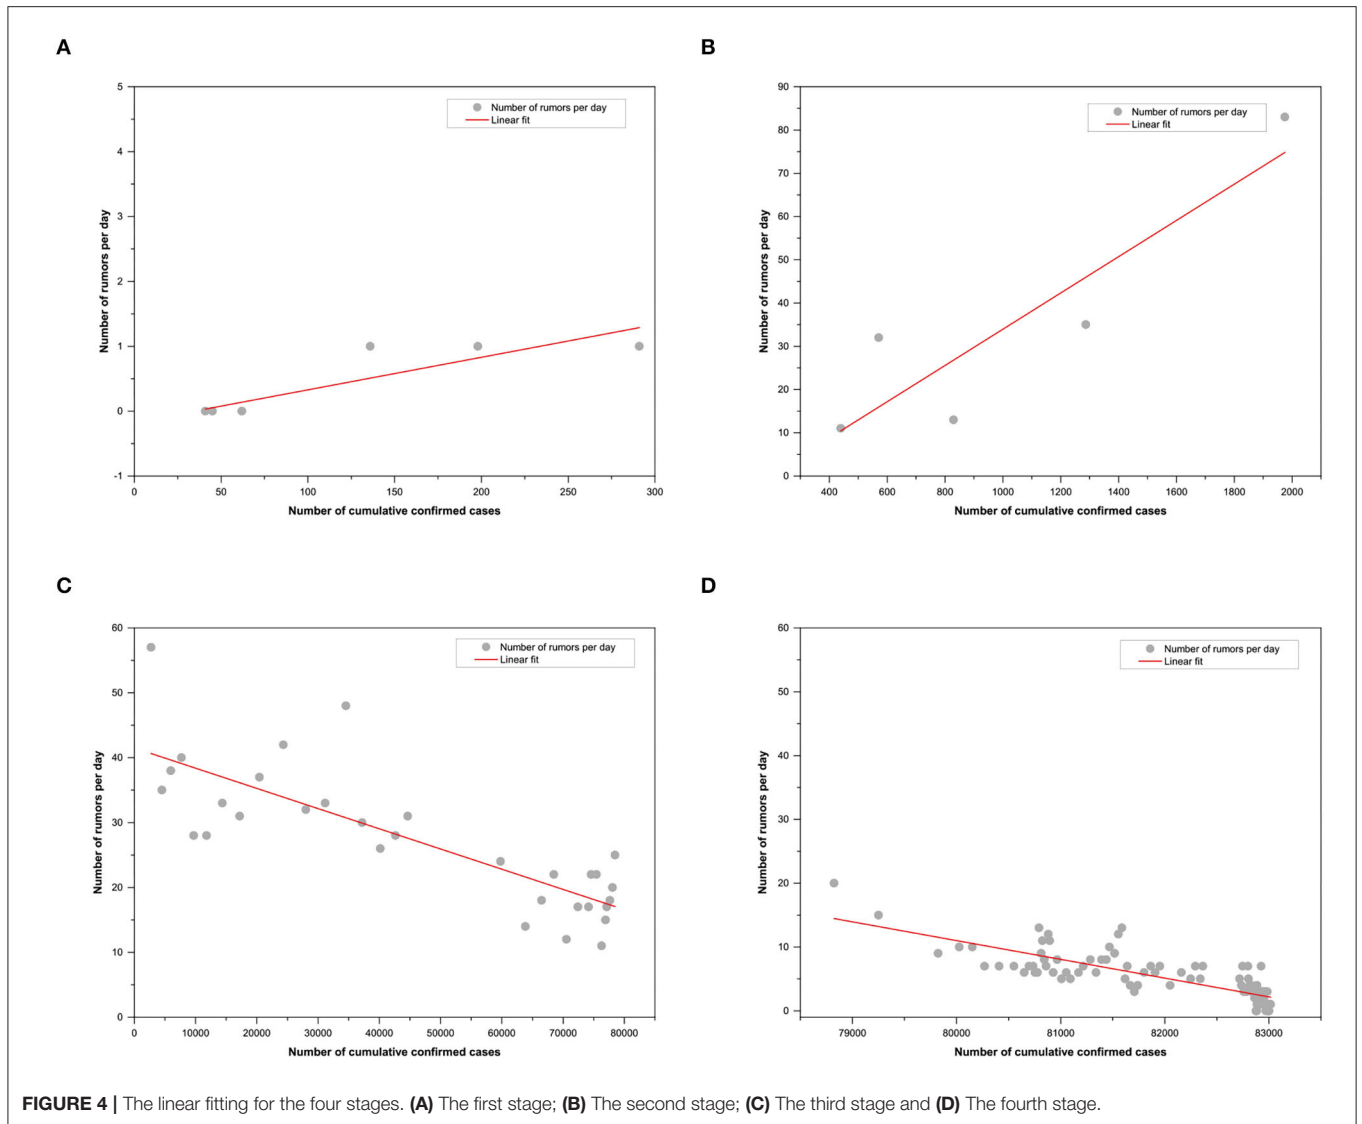 A
5
4
3
2
1
0
-1
Number of rumors per day
Number of rumors per day
Linear fit
0 50 100 150 200 250 300
Number of cumulative confirmed cases
B
90
80
70
60
50
40
30
20
10
0
Number of rumors per day
Number of rumors per day
Linear fit
400 600 800 1000 1200 1400 1600 1800 2000
Number of cumulative confirmed cases
C
60
50
40
30
20
10
0
Number of rumors per day
Number of rumors per day
Linear fit
0 10000 20000 30000 40000 50000 60000 70000 80000
Number of cumulative confirmed cases
D
60
50
40
30
20
10
0
Number of rumors per day
Number of rumors per day
Linear fit
79000 80000 81000 82000 83000
Number of cumulative confirmed cases
FIGURE 4 | The linear fitting for the four stages. (A) The first stage; (B) The second stage; (C) The third stage and (D) The fourth stage.